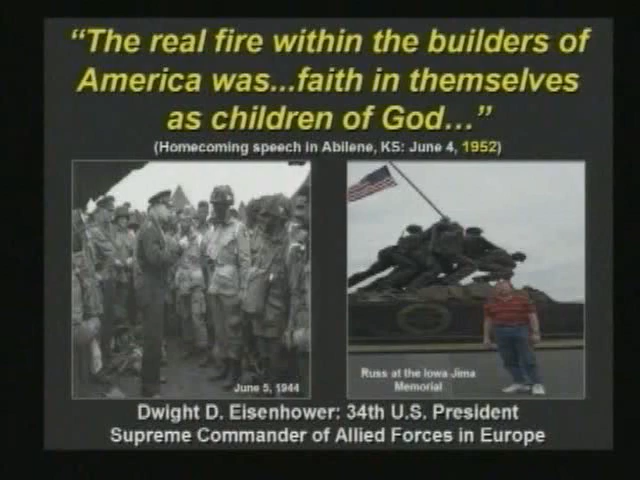 “The real fire within the builders of
America was...faith in themselves
as children of God…”
(Homecoming speech in Abilene, KS: June 4, 1952)
June 5, 1944
Russ at the Iowa Jima
Memorial
Dwight D. Eisenhower: 34th U.S. President
Supreme Commander of Allied Forces in Europe